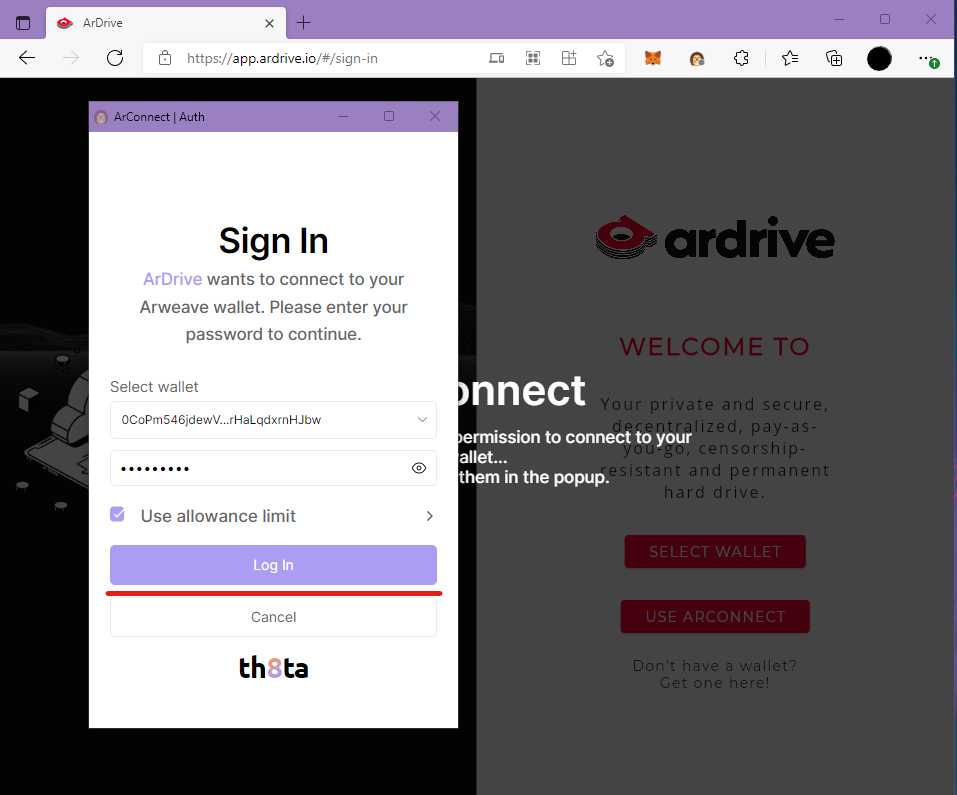 ArDrive
https://app.ardrive.io/#/sign-in
ArConnect | Auth
Sign In
ArDrive wants to connect to your
Arweave wallet. Please enter your
password to continue.
Select wallet
0CoPm546jdewV...rHaLqdxrnHJbw
•••••••••
Use allowance limit
Log In
Cancel
th8ta
onnect
permission to connect to your
wallet...
them in the popup.
ardrive
WELCOME TO
Your private and secure,
decentralized, pay-as-
you-go, censorship-
resistant and permanent
hard drive.
SELECT WALLET
USE ARCONNECT
Don't have a wallet?
Get one here!